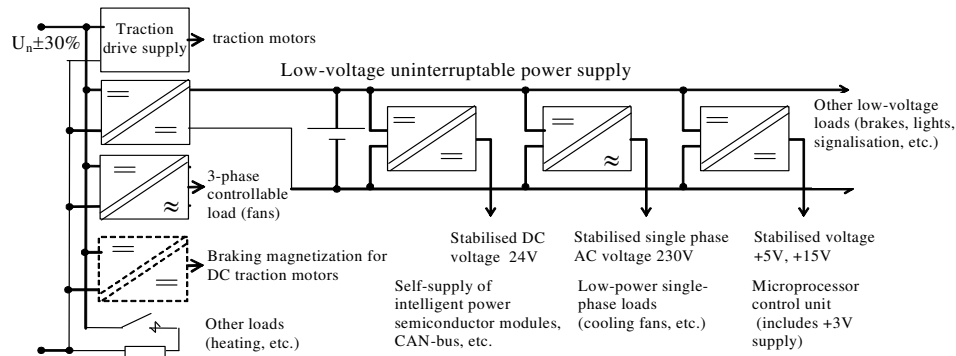 Traction
drive supply
traction motors
Uₙ±30%
Low-voltage uninterruptable power supply
Other low-voltage
loads (brakes, lights,
signalisation, etc.)
3-phase
controllable
load (fans)
≈
≈
Braking magnetization for
DC traction motors
Other loads
(heating, etc.)
Stabilised DC
voltage 24V
Self-supply of
intelligent power
semiconductor modules,
CAN-bus, etc.
Stabilised single phase
AC voltage 230V
Low-power single-
phase loads
(cooling fans, etc.)
Stabilised voltage
+5V, +15V
Microprocessor
control unit
(includes +3V
supply)